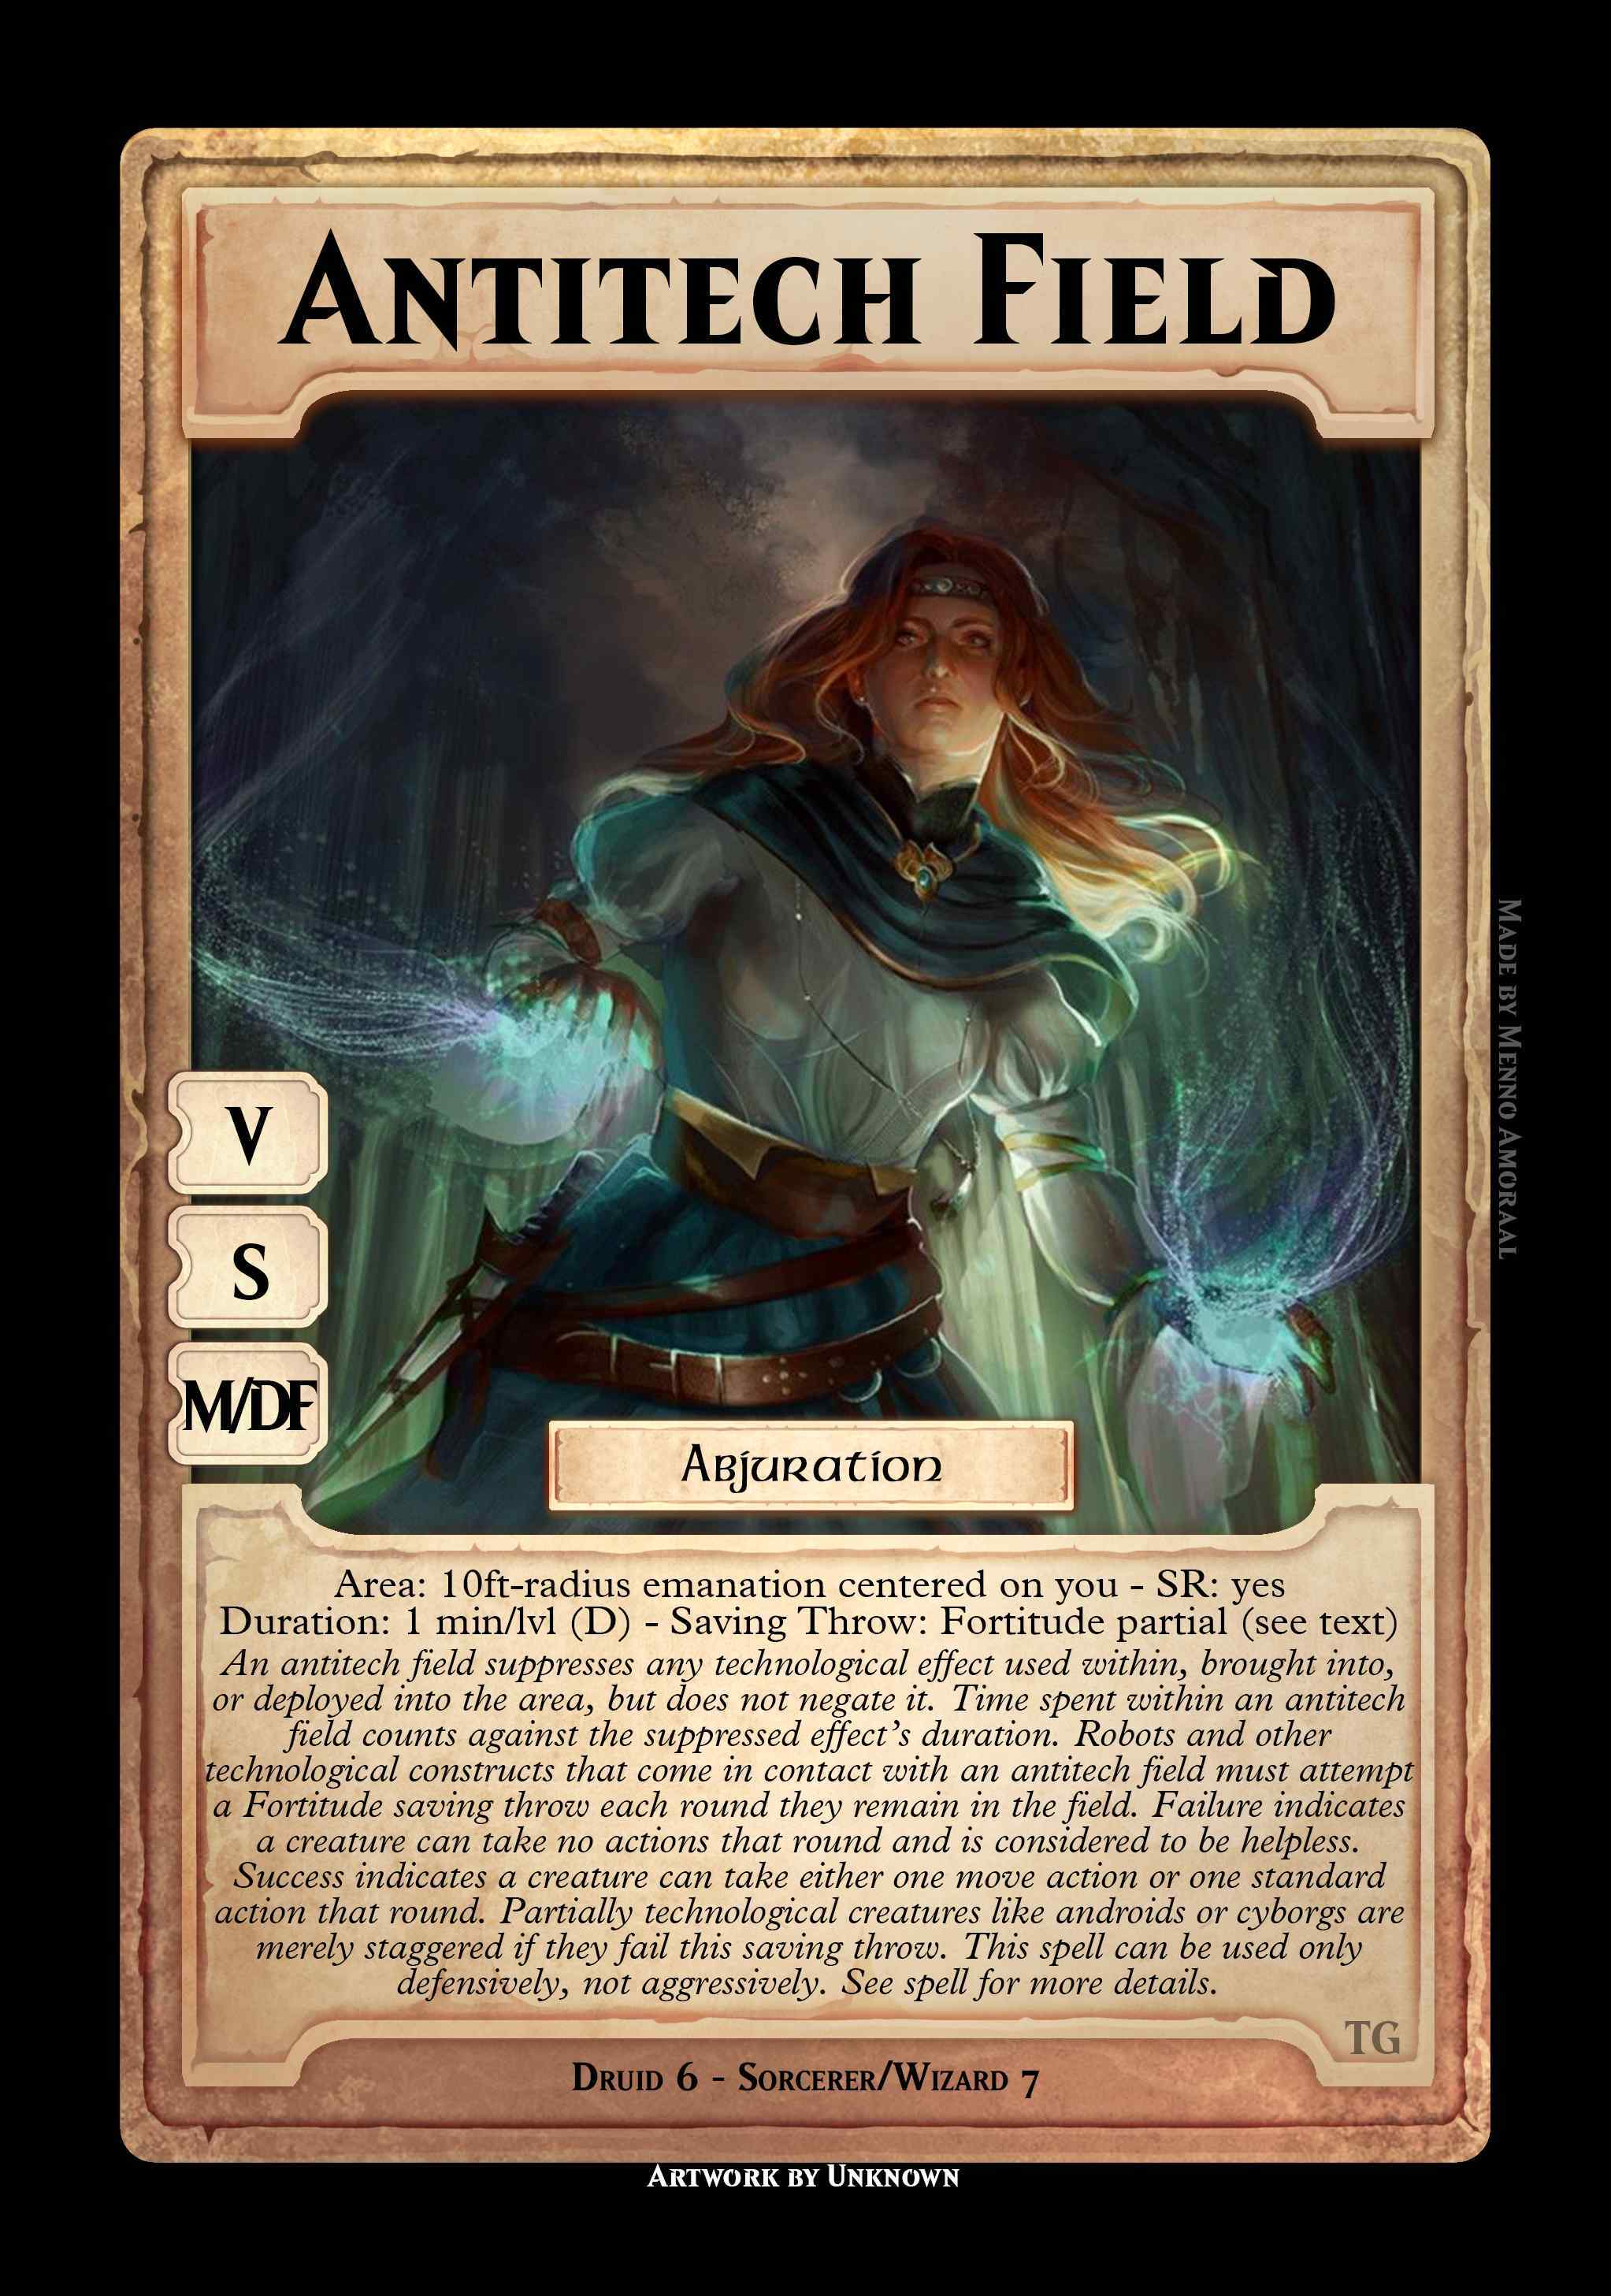 Antitech Field
Made by Menno Amoraal
V
S
M/DF
Abjuration
Area: 10ft-radius emanation centered on you - SR: yes
Duration: 1 min/lvl (D) - Saving Throw: Fortitude partial (see text)
An antitech field suppresses any technological effect used within, brought into,
or deployed into the area, but does not negate it. Time spent within an antitech
field counts against the suppressed effect's duration. Robots and other
technological constructs that come in contact with an antitech field must attempt
a Fortitude saving throw each round they remain in the field. Failure indicates
a creature can take no actions that round and is considered to be helpless.
Success indicates a creature can take either one move action or one standard
action that round. Partially technological creatures like androids or cyborgs are
merely staggered if they fail this saving throw. This spell can be used only
defensively, not aggressively. See spell for more details.
TG
Druid 6 - Sorcerer/Wizard 7
Artwork by Unknown